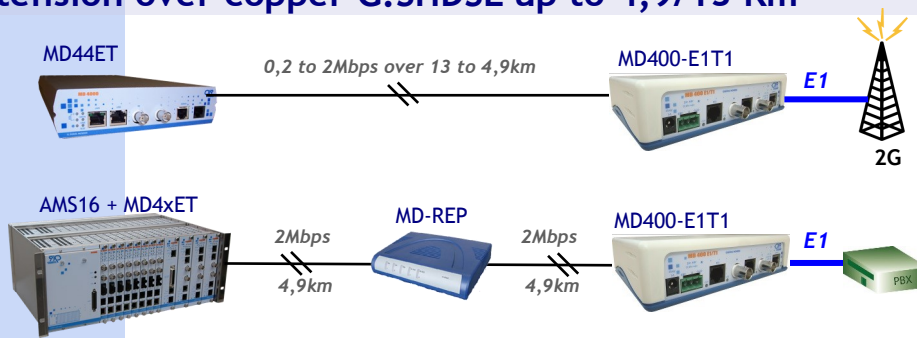 tension over copper G.SHDSL up to 4,9/13 Km
MD44ET
0,2 to 2Mbps over 13 to 4,9km
MD400-E1T1
E1
2G
AMS16 + MD4xET
2Mbps
4,9km
MD-REP
2Mbps
4,9km
MD400-E1T1
E1
PBX